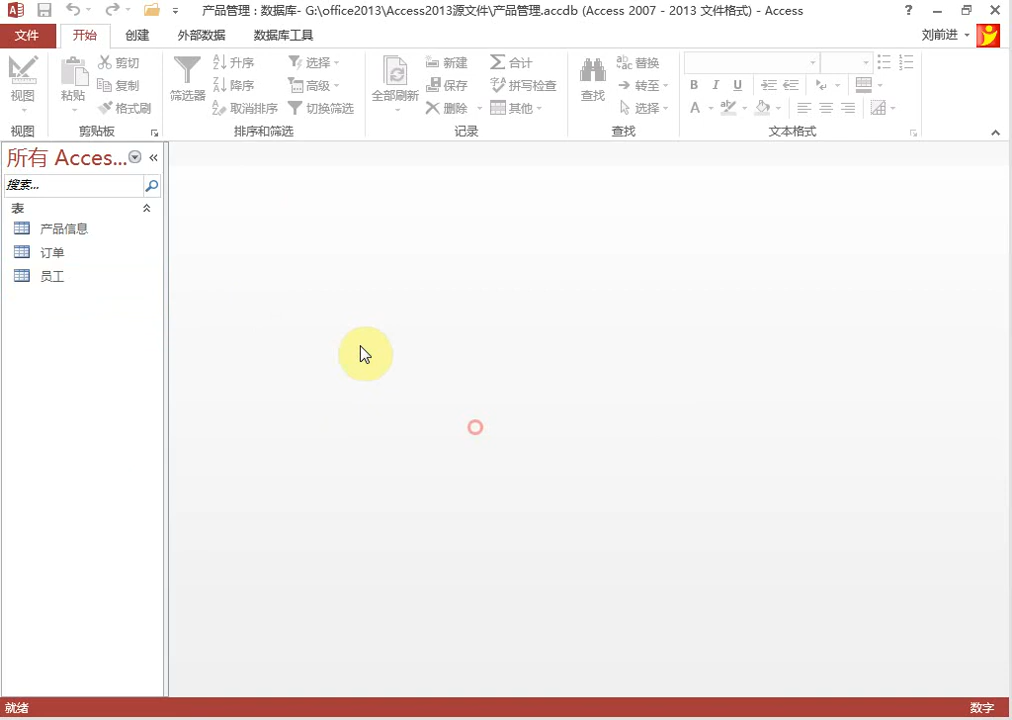 产品管理 : 数据库- G:\office2013\Access2013源文件\产品管理.accdb (Access 2007 - 2013 文件格式) - Access
文件 开始 创建 外部数据 数据库工具 刘前进
视图 粘贴 剪切 复制 格式刷
筛选器 升序 降序 取消排序 选择 高级 切换筛选
全部刷新 新建 保存 删除 合计 拼写检查 其他
查找 替换 转至 选择
B I U
A
视图 剪贴板 排序和筛选 记录 查找 文本格式
所有 Acces...
搜索...
表
产品信息
订单
员工
就绪 数字